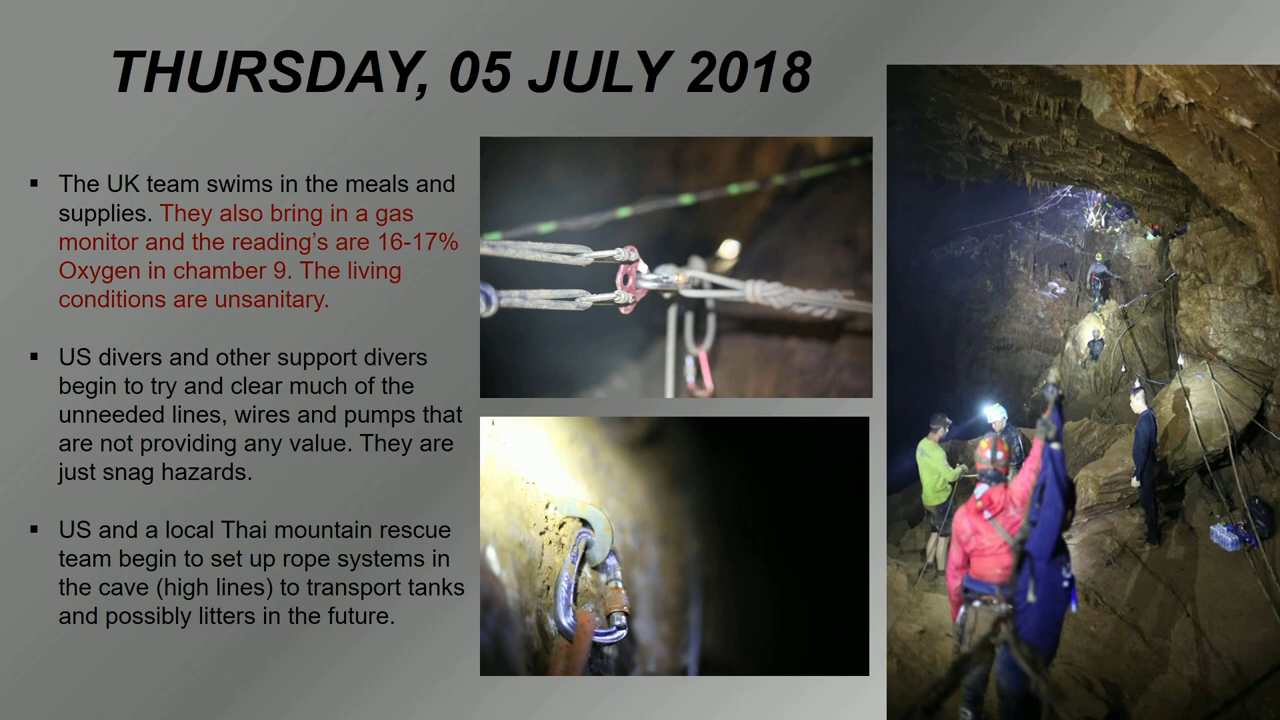 THURSDAY, 05 JULY 2018
▪ The UK team swims in the meals and
supplies. They also bring in a gas
monitor and the reading’s are 16-17%
Oxygen in chamber 9. The living
conditions are unsanitary.
▪ US divers and other support divers
begin to try and clear much of the
unneeded lines, wires and pumps that
are not providing any value. They are
just snag hazards.
▪ US and a local Thai mountain rescue
team begin to set up rope systems in
the cave (high lines) to transport tanks
and possibly litters in the future.